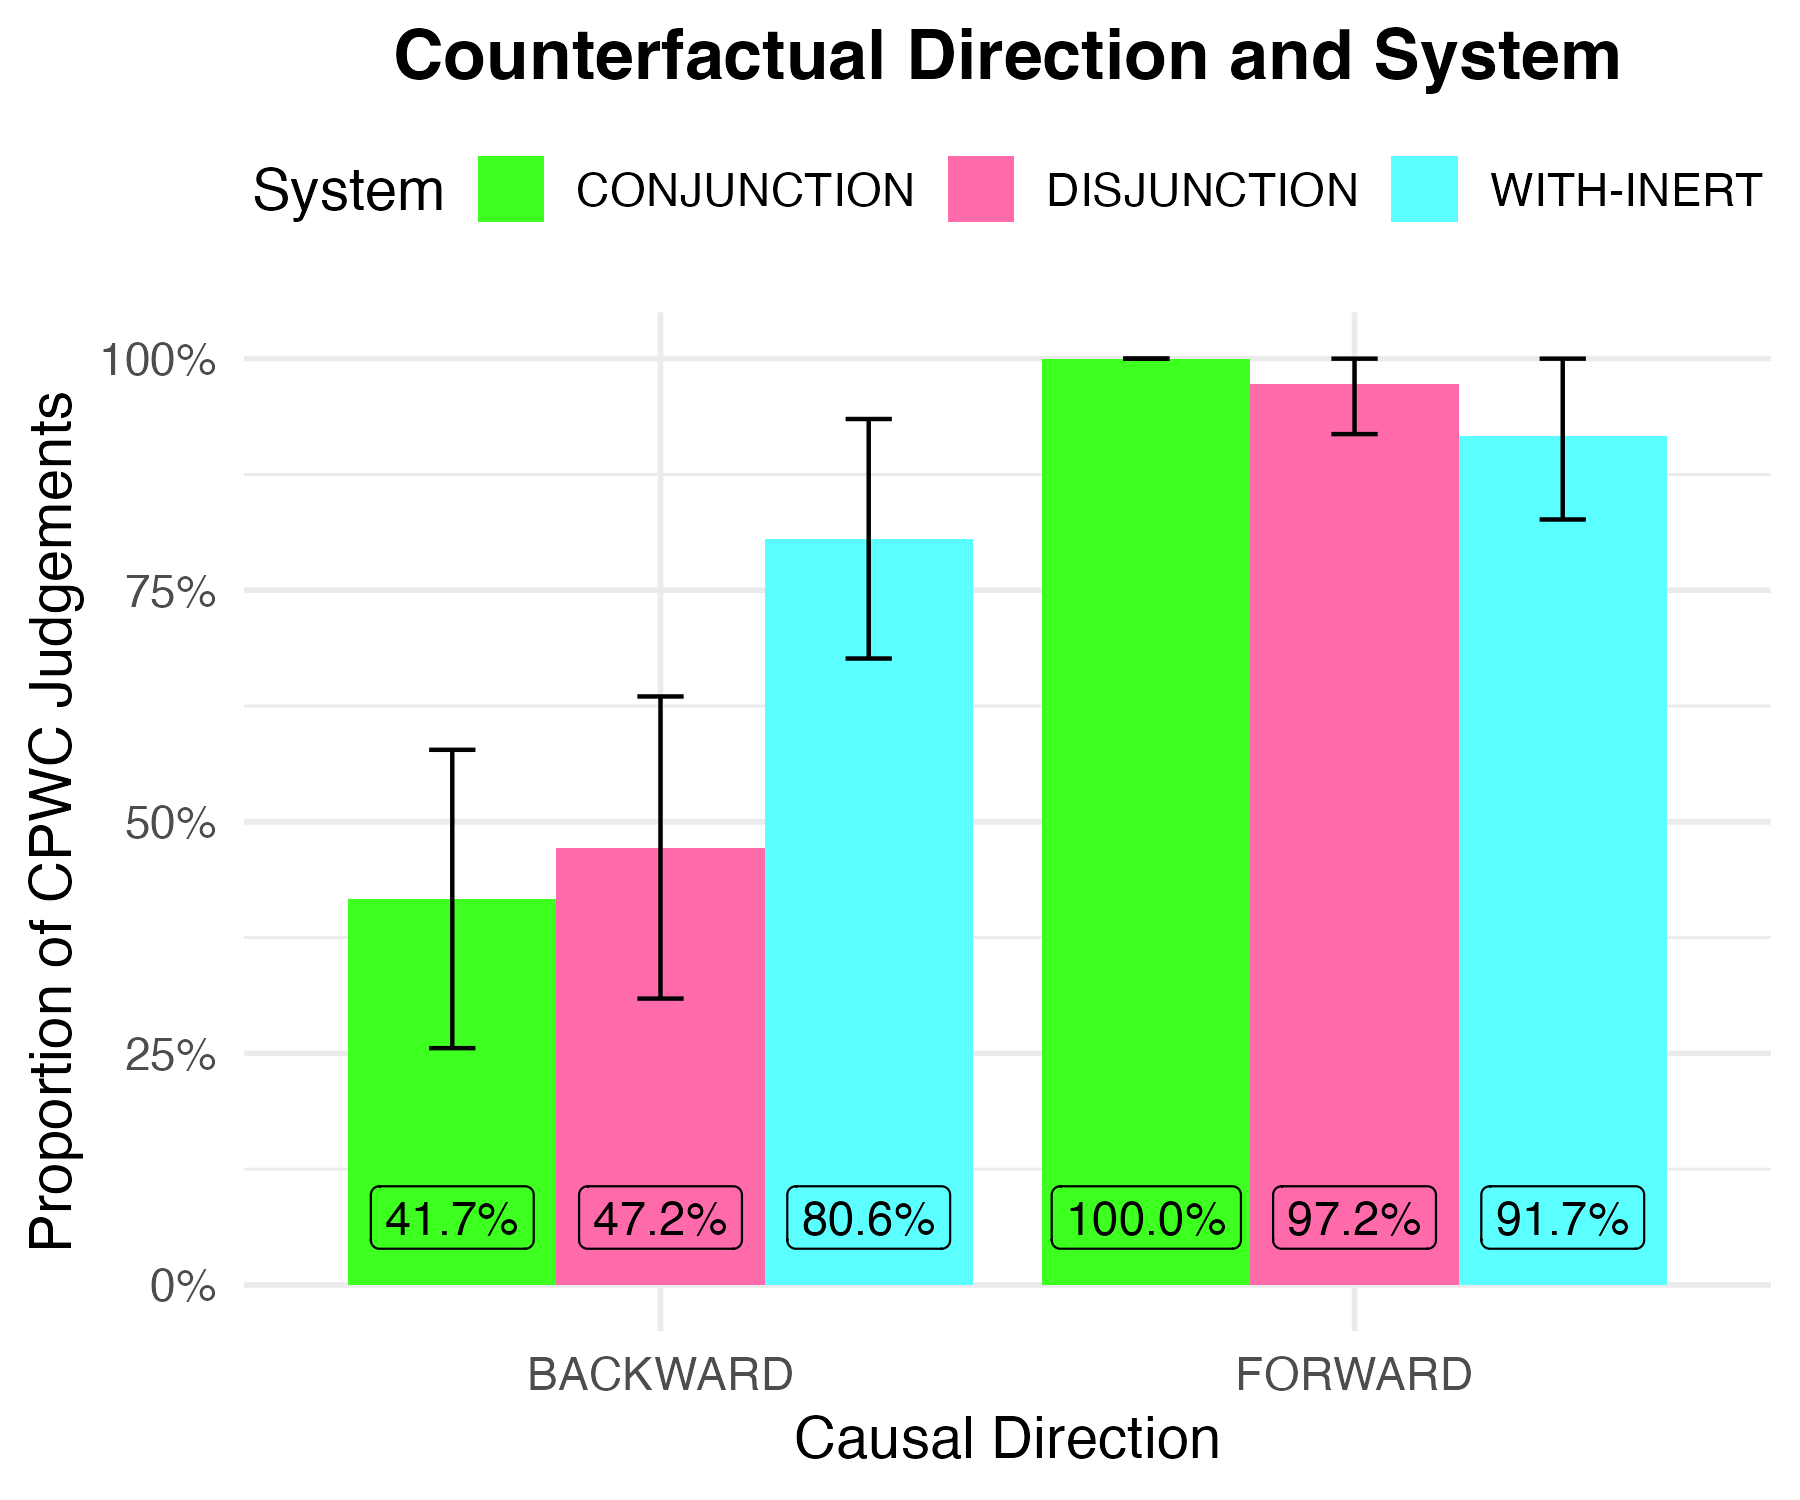 Counterfactual Direction and System
System CONJUNCTION DISJUNCTION WITH-INERT
Proportion of CPWC Judgements
100%
75%
50%
25%
0%
41.7% 47.2% 80.6% 100.0% 97.2% 91.7%
BACKWARD FORWARD
Causal Direction